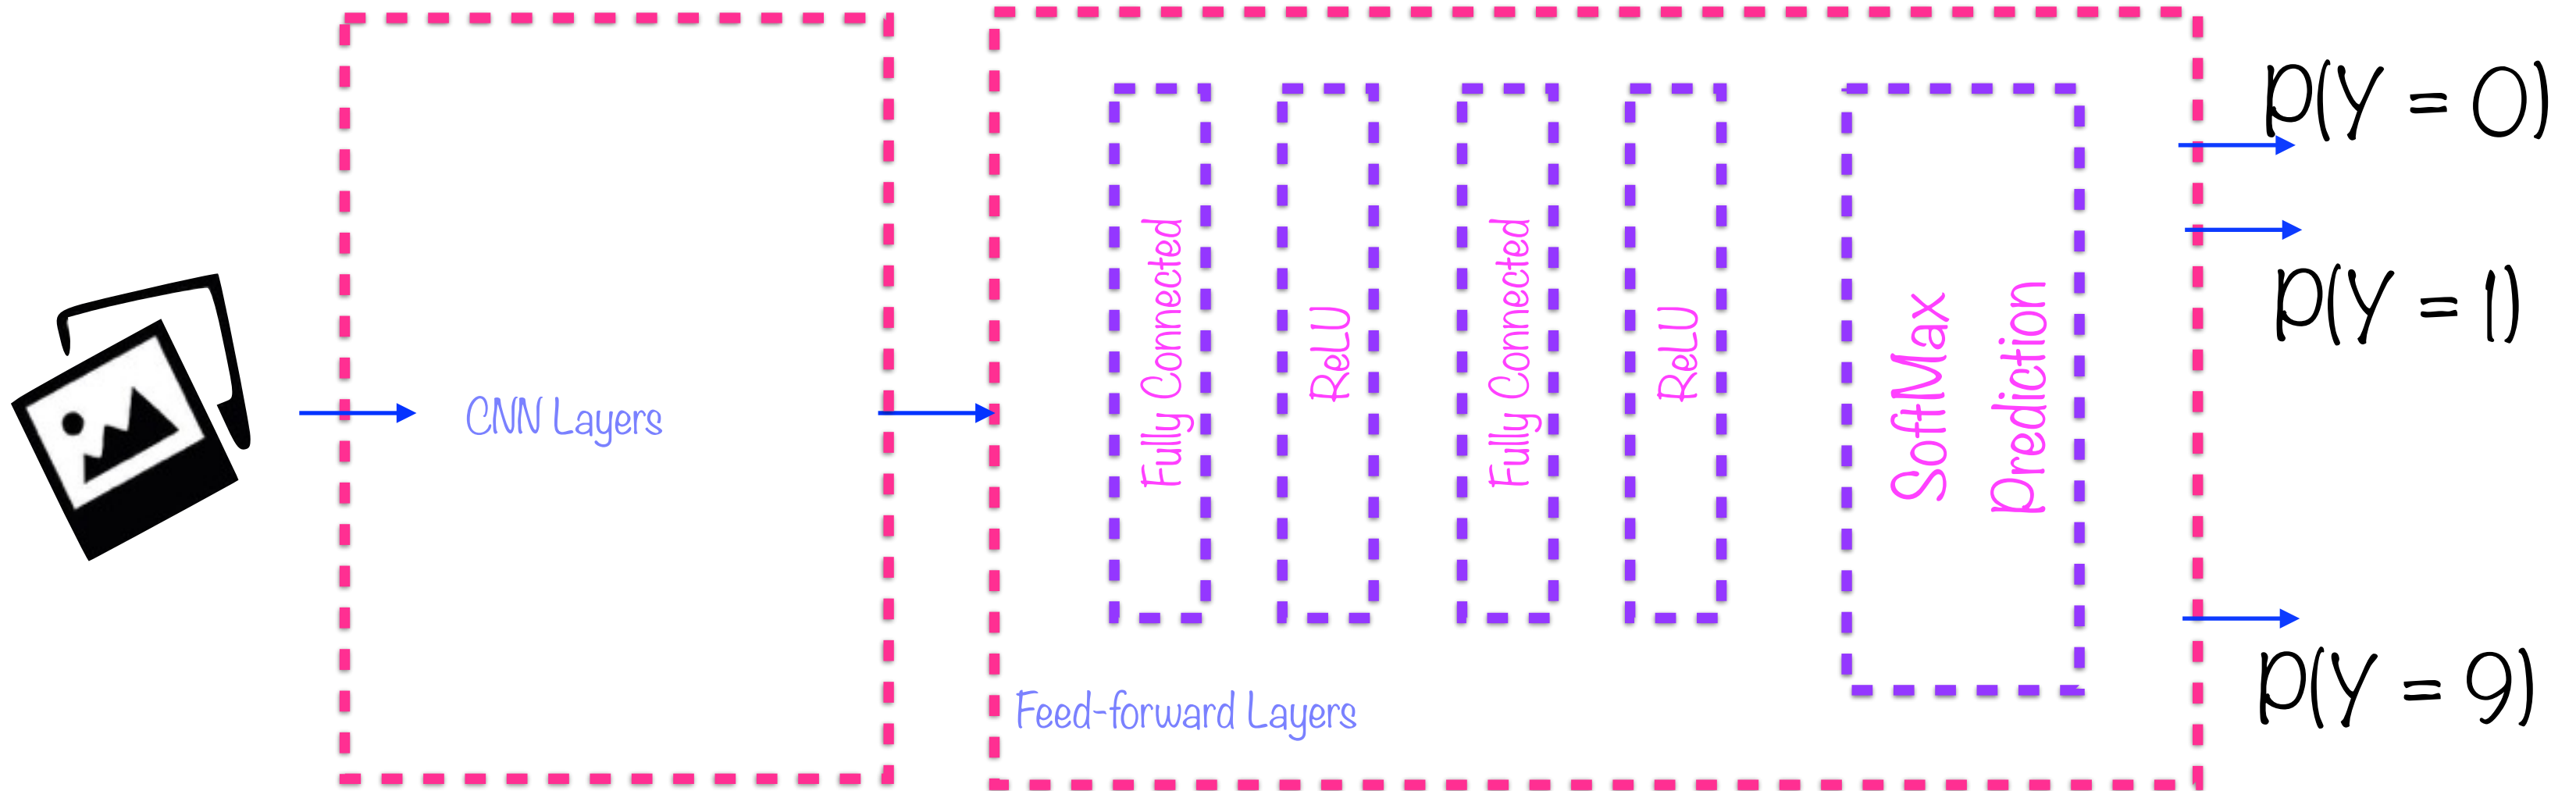 CNN Layers
Fully Connected
ReLU
Fully Connected
ReLU
SoftMax
Prediction
Feed-forward Layers
P(Y = 0)
P(Y = 1)
P(Y = 9)